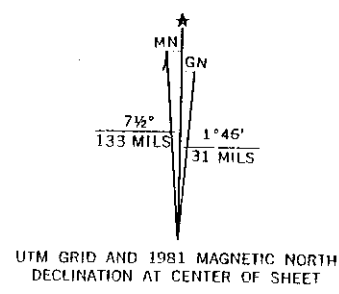 MN
GN
7½°
133 MILS
1°46'
31 MILS
UTM GRID AND 1981 MAGNETIC NORTH
DECLINATION AT CENTER OF SHEET